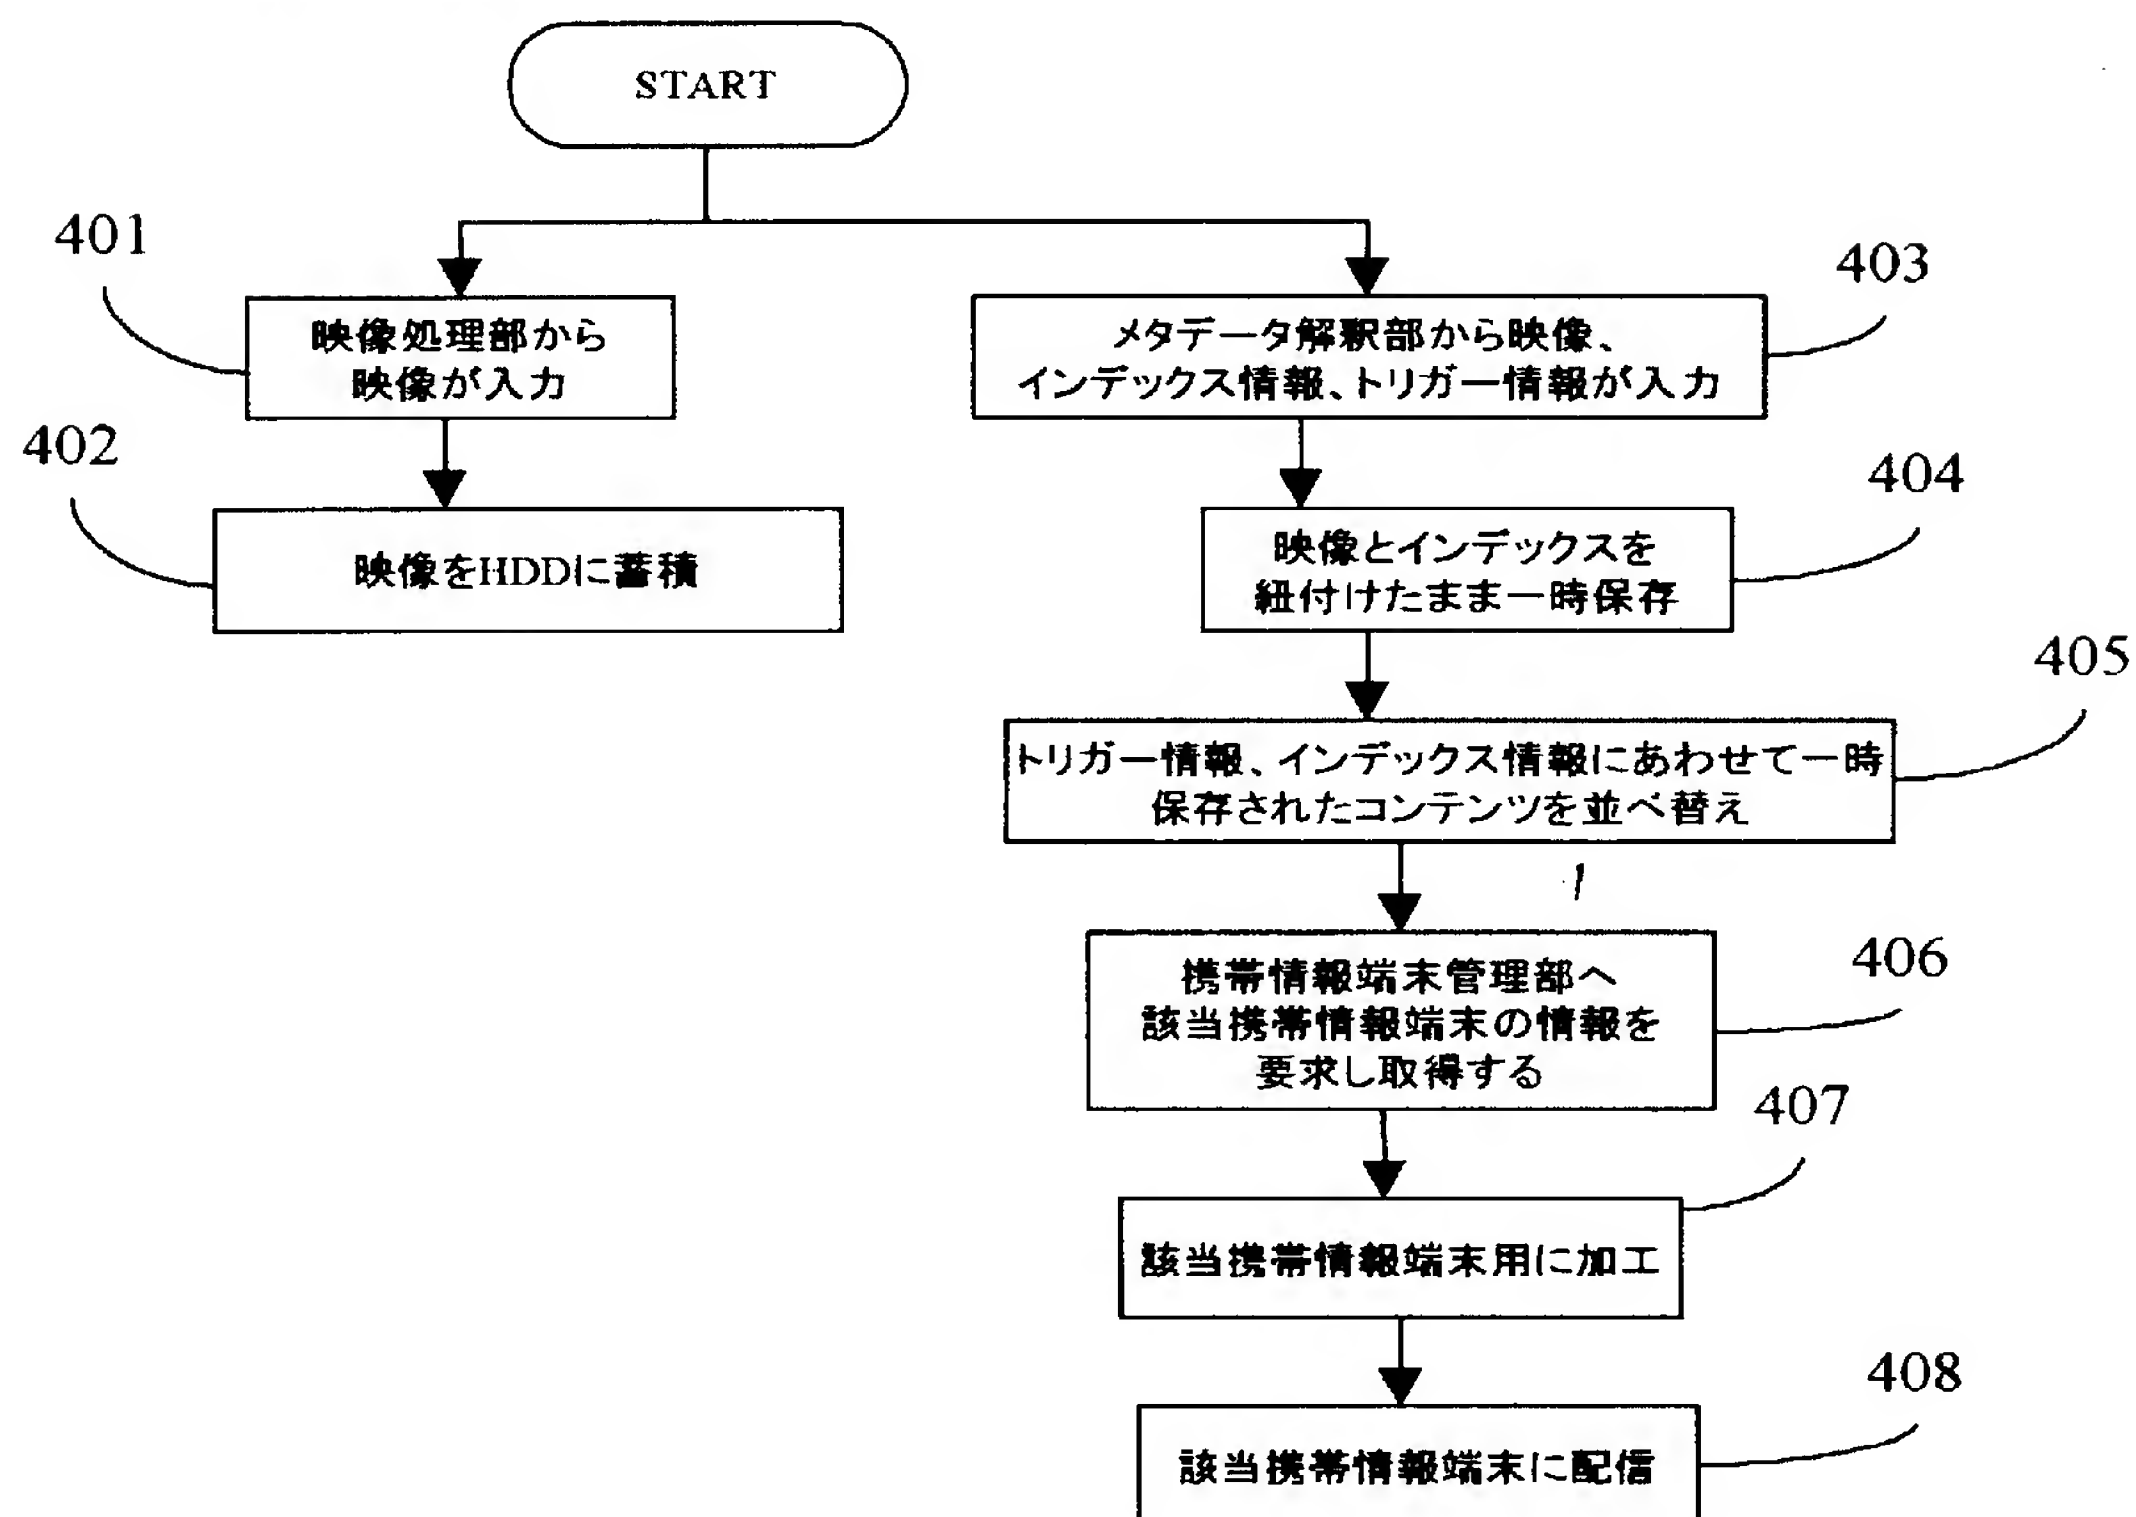 START
401
映像処理部から
映像が入力
402
映像をHDDに蓄積
403
メタデータ解釈部から映像、
インデックス情報、トリガー情報が入力
404
映像とインデックスを
紐付けたまま一時保存
405
トリガー情報、インデックス情報にあわせて一時
保存されたコンテンツを並べ替え
406
携帯情報端末管理部へ
該当携帯情報端末の情報を
要求し取得する
407
該当携帯情報端末用に加工
408
該当携帯情報端末に配信